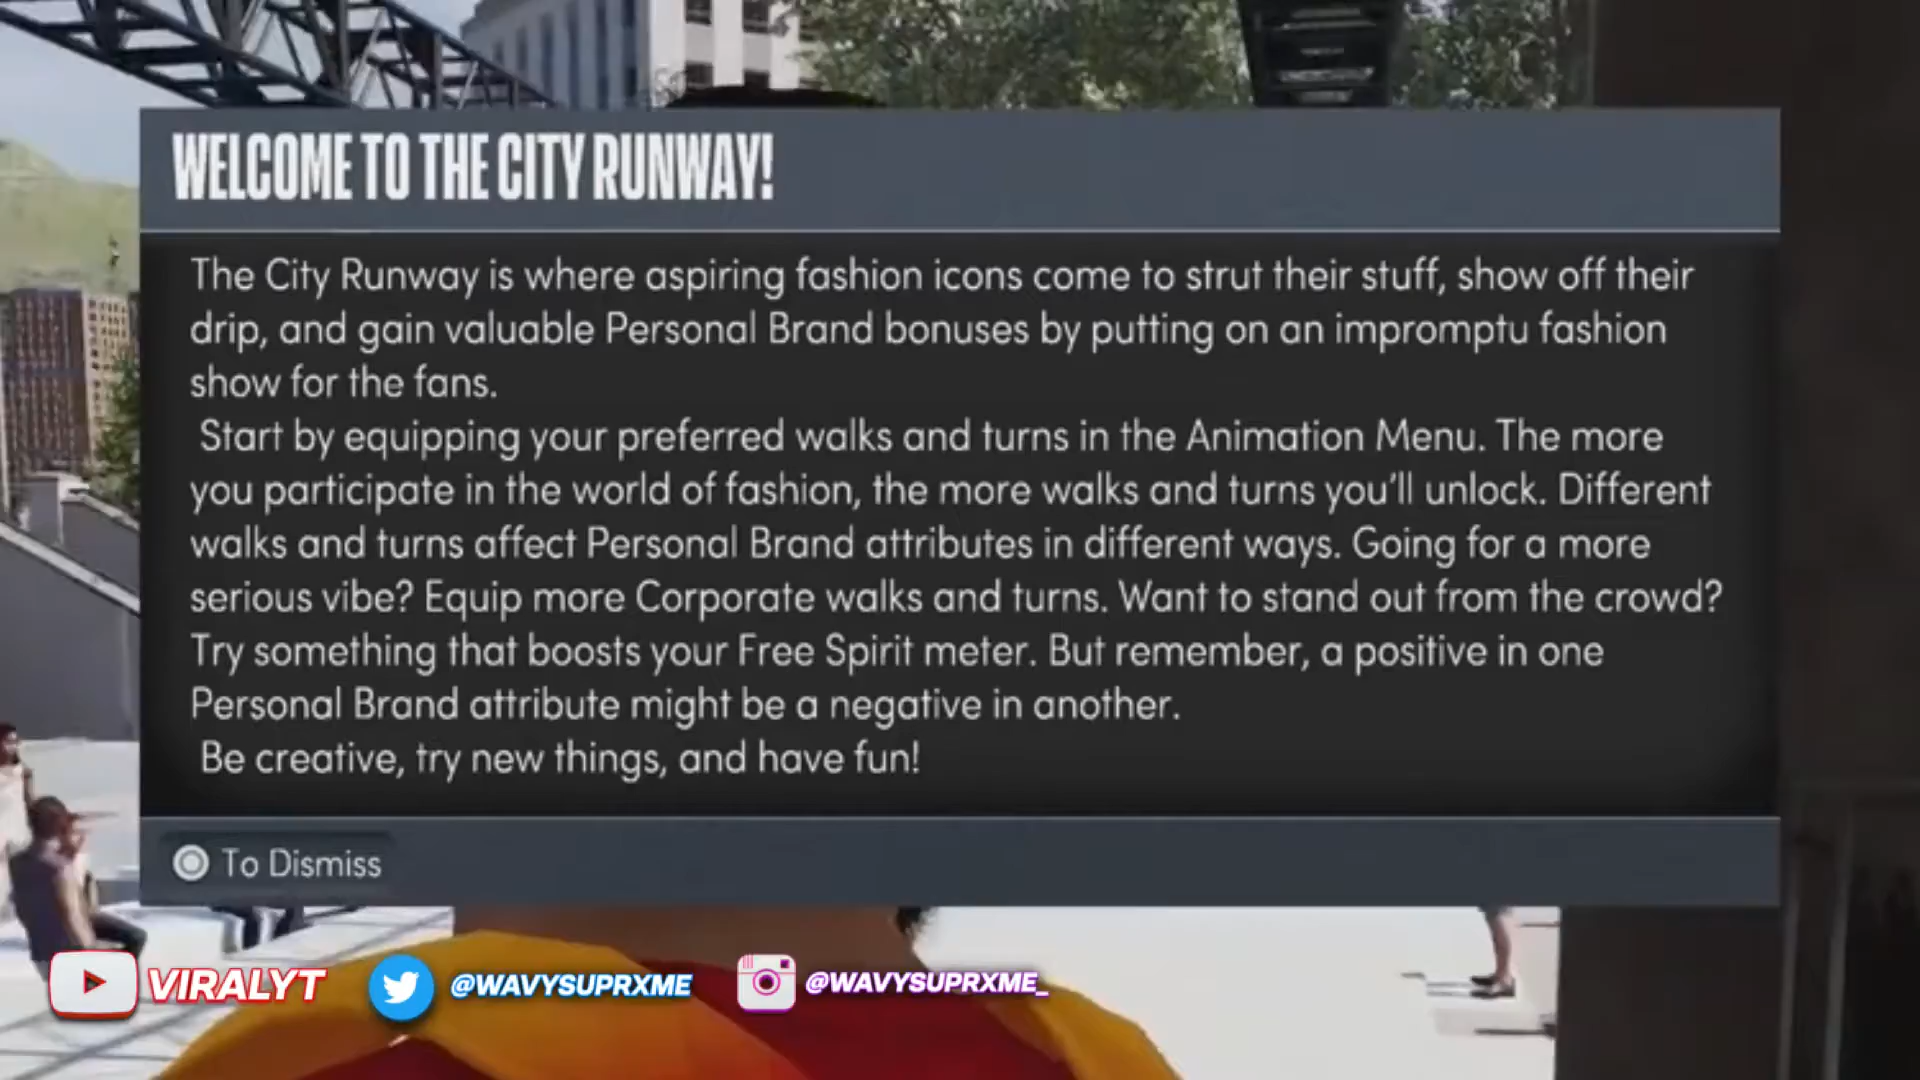 WELCOME TO THE CITY RUNWAY!
The City Runway is where aspiring fashion icons come to strut their stuff, show off their
drip, and gain valuable Personal Brand bonuses by putting on an impromptu fashion
show for the fans.
Start by equipping your preferred walks and turns in the Animation Menu. The more
you participate in the world of fashion, the more walks and turns you'll unlock. Different
walks and turns affect Personal Brand attributes in different ways. Going for a more
serious vibe? Equip more Corporate walks and turns. Want to stand out from the crowd?
Try something that boosts your Free Spirit meter. But remember, a positive in one
Personal Brand attribute might be a negative in another.
Be creative, try new things, and have fun!
To Dismiss
VIRALYT
@WAVYSUPRXME
@WAVYSUPRXME_